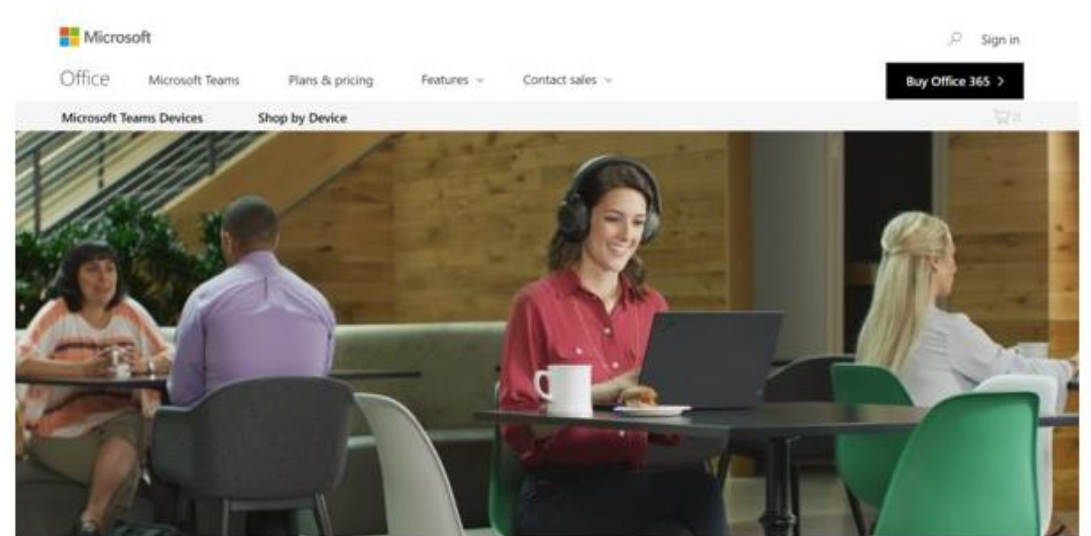 Microsoft
Sign in
Office Microsoft Teams Plans & pricing Features Contact sales Buy Office 365 >
Microsoft Teams Devices Shop by Device 0